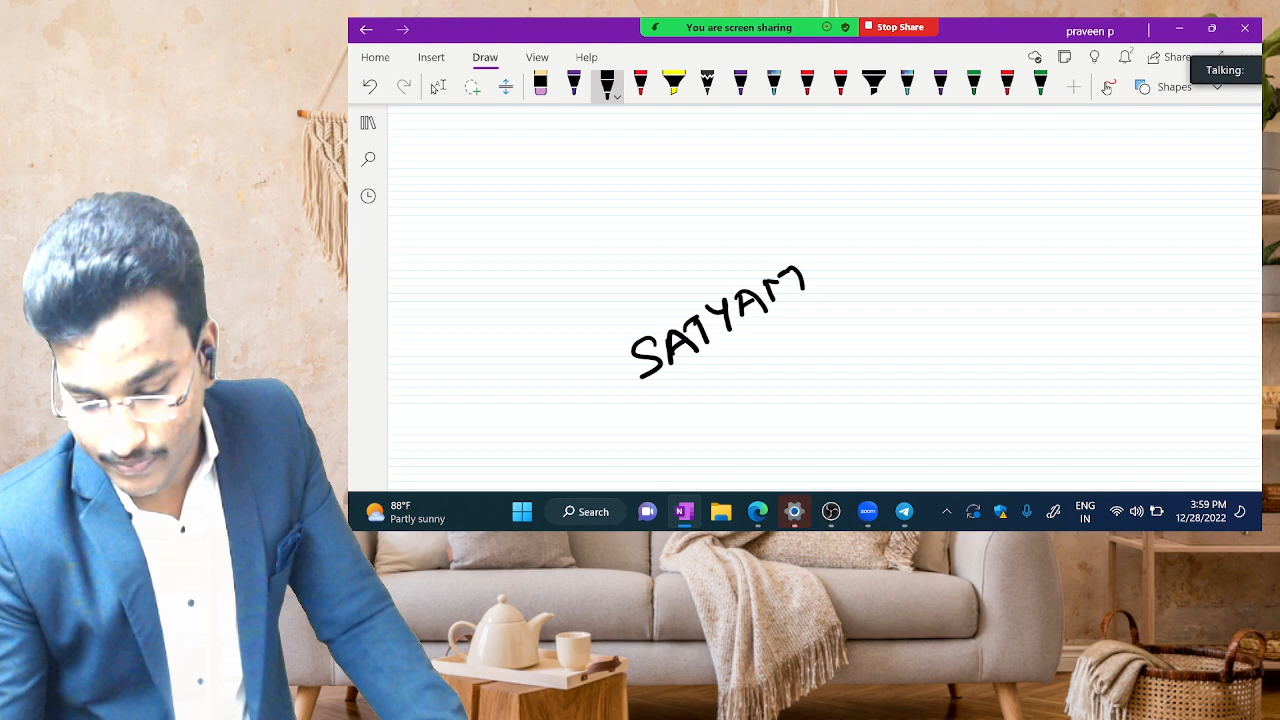 praveen p
You are screen sharing
Stop Share
Home Insert Draw View Help
Share
Talking:
Shapes
SATYAM
88°F
Partly sunny
Search
zoom
ENG
IN
3:59 PM
12/28/2022